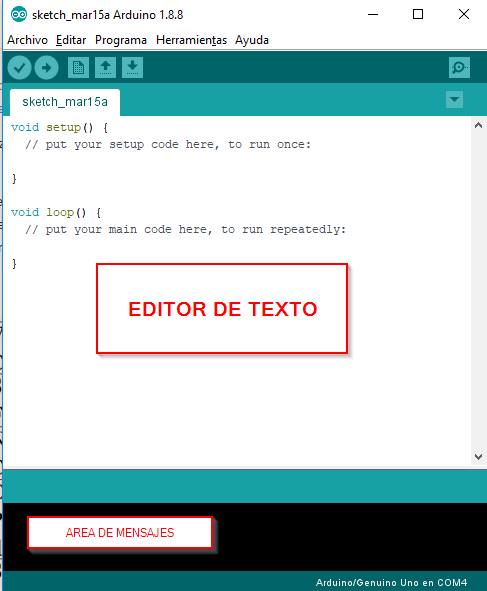 sketch_mar15a Arduino 1.8.8
Archivo Editar Programa Herramientas Ayuda
sketch_mar15a
void setup() {
  // put your setup code here, to run once:
}
void loop() {
  // put your main code here, to run repeatedly:
}
EDITOR DE TEXTO
AREA DE MENSAJES
Arduino/Genuino Uno en COM4